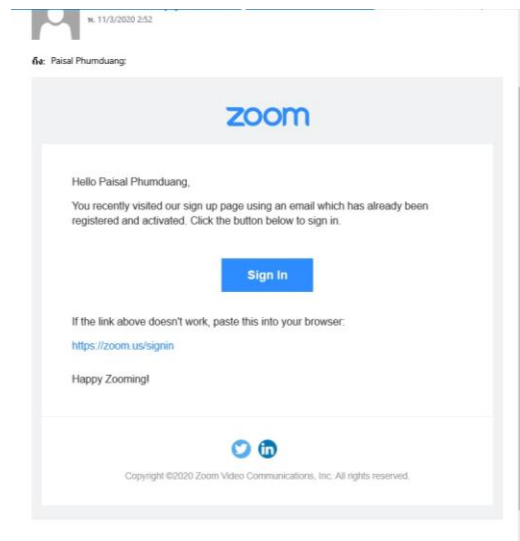 พ. 11/3/2020 2:52
ถึง: Paisal Phumduang;
zoom
Hello Paisal Phumduang,
You recently visited our sign up page using an email which has already been
registered and activated. Click the button below to sign in.
Sign In
If the link above doesn't work, paste this into your browser:
https://zoom.us/signin
Happy Zooming!
Copyright ©2020 Zoom Video Communications, Inc. All rights reserved.